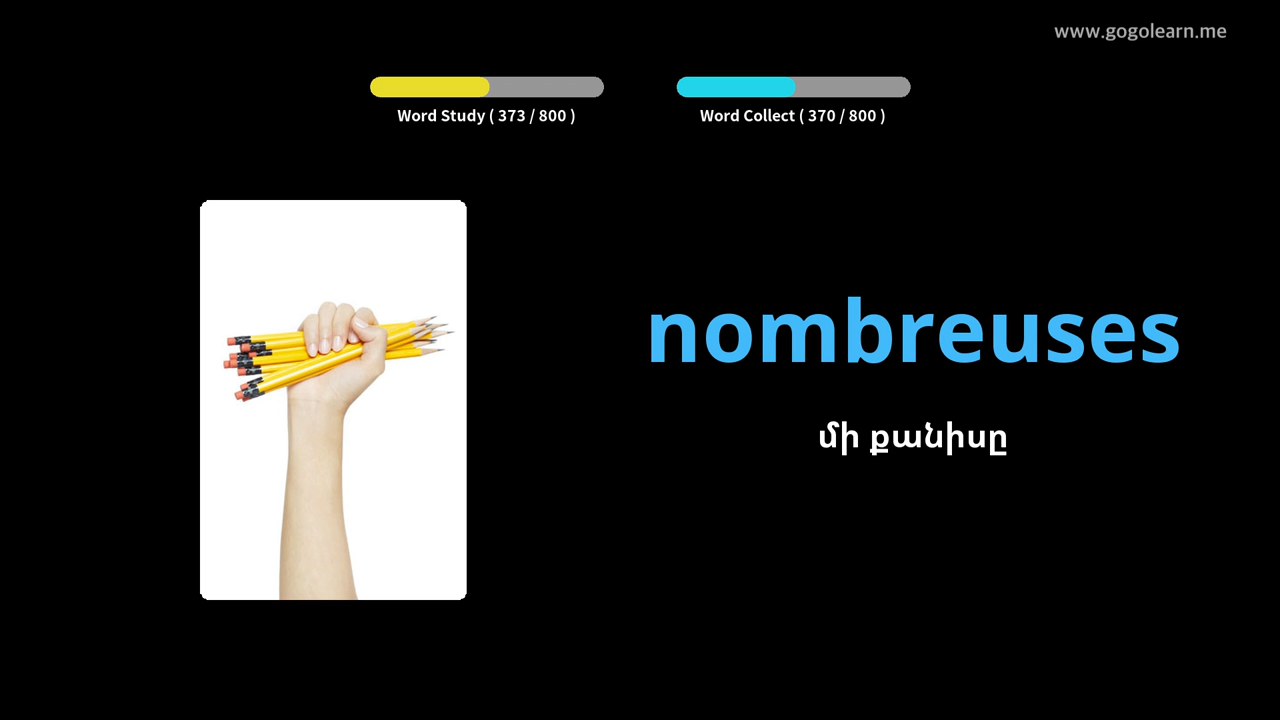 www.gogolearn.me
Word Study ( 373 / 800 )
Word Collect ( 370 / 800 )
nombreuses
մի քանիսը